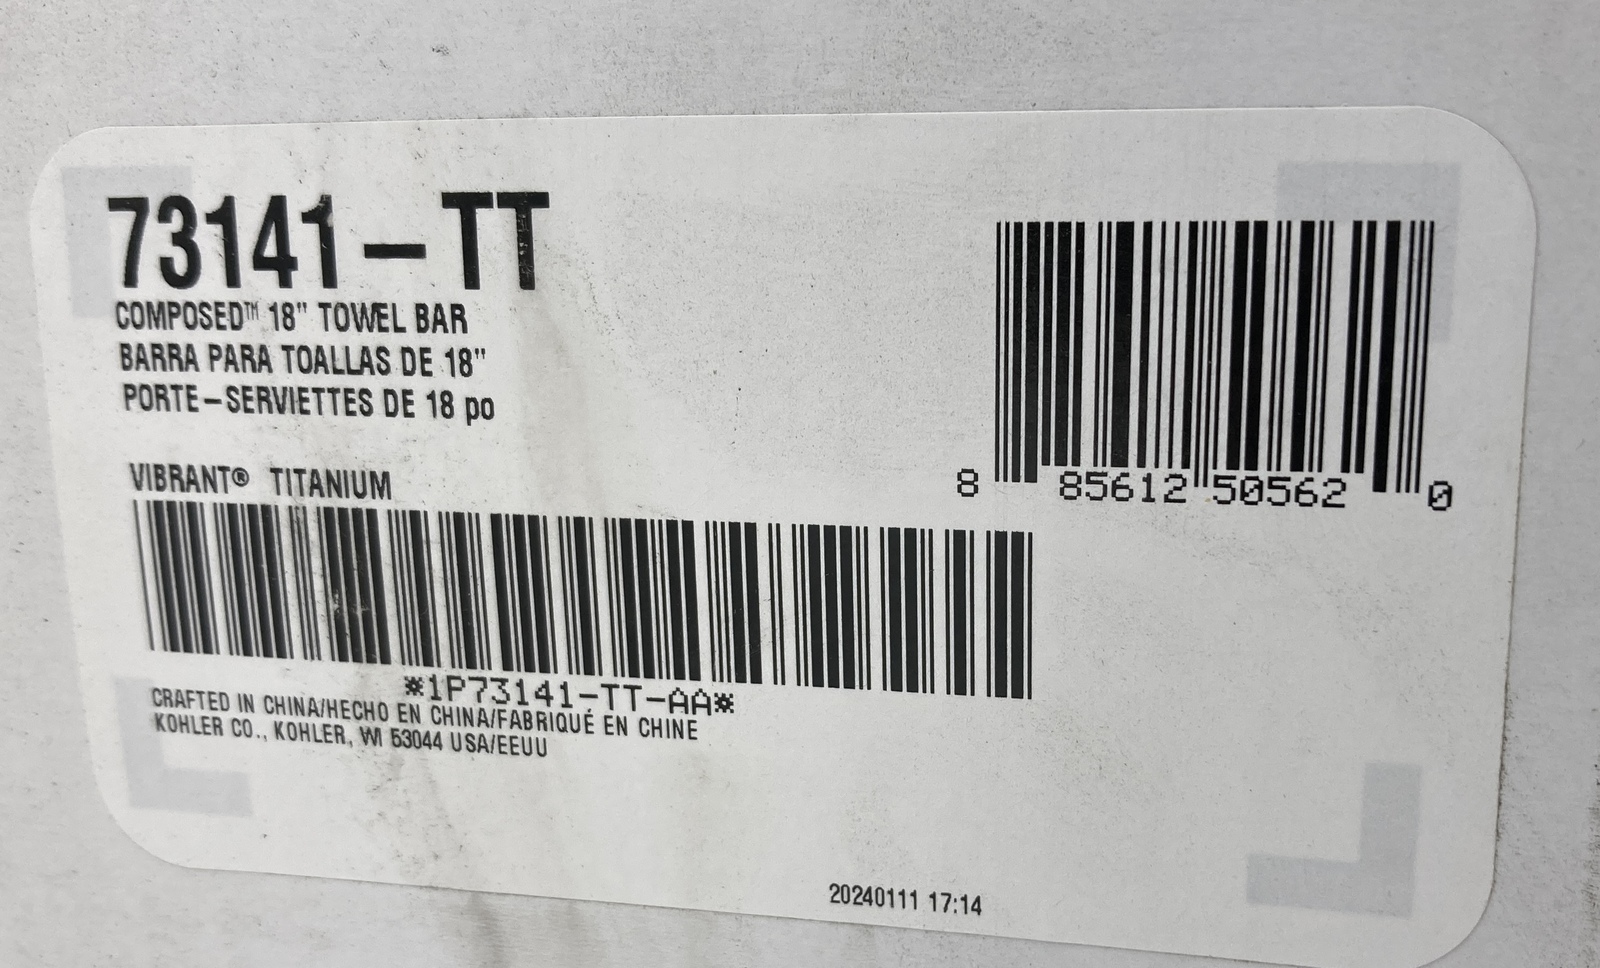 73141-TT
COMPOSED™ 18" TOWEL BAR
BARRA PARA TOALLAS DE 18"
PORTE-SERVIETTES DE 18 po
VIBRANT® TITANIUM
8 85612 50562 0
*1P73141-TT-AA*
CRAFTED IN CHINA/HECHO EN CHINA/FABRIQUÉ EN CHINE
KOHLER CO., KOHLER, WI 53044 USA/EEUU
20240111 17:14